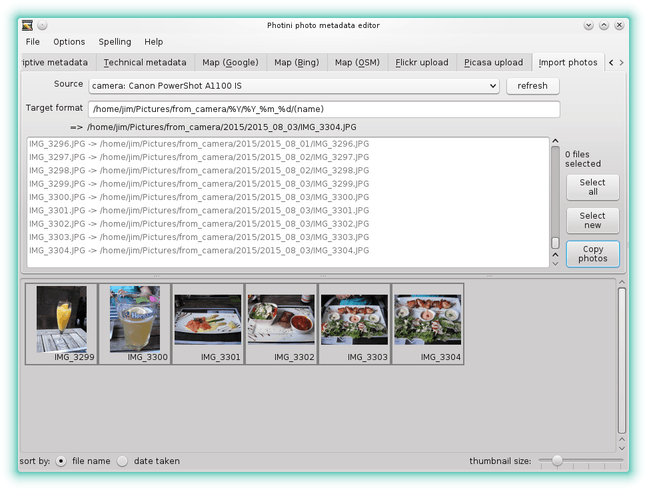 Photini photo metadata editor
File Options Spelling Help
iptive metadata Technical metadata Map (Google) Map (Bing) Map (OSM) Flickr upload Picasa upload Import photos
Source camera: Canon PowerShot A1100 IS refresh
Target format /home/jim/Pictures/from_camera/%Y/%Y_%m_%d/(name)
=> /home/jim/Pictures/from_camera/2015/2015_08_03/IMG_3304.JPG
IMG_3296.JPG -> /home/jim/Pictures/from_camera/2015/2015_08_01/IMG_3296.JPG
IMG_3297.JPG -> /home/jim/Pictures/from_camera/2015/2015_08_02/IMG_3297.JPG
IMG_3298.JPG -> /home/jim/Pictures/from_camera/2015/2015_08_02/IMG_3298.JPG
IMG_3299.JPG -> /home/jim/Pictures/from_camera/2015/2015_08_03/IMG_3299.JPG
IMG_3300.JPG -> /home/jim/Pictures/from_camera/2015/2015_08_03/IMG_3300.JPG
IMG_3301.JPG -> /home/jim/Pictures/from_camera/2015/2015_08_03/IMG_3301.JPG
IMG_3302.JPG -> /home/jim/Pictures/from_camera/2015/2015_08_03/IMG_3302.JPG
IMG_3303.JPG -> /home/jim/Pictures/from_camera/2015/2015_08_03/IMG_3303.JPG
IMG_3304.JPG -> /home/jim/Pictures/from_camera/2015/2015_08_03/IMG_3304.JPG
0 files
selected
Select
all
Select
new
Copy
photos
IMG_3299 IMG_3300 IMG_3301 IMG_3302 IMG_3303 IMG_3304
sort by: file name date taken thumbnail size: